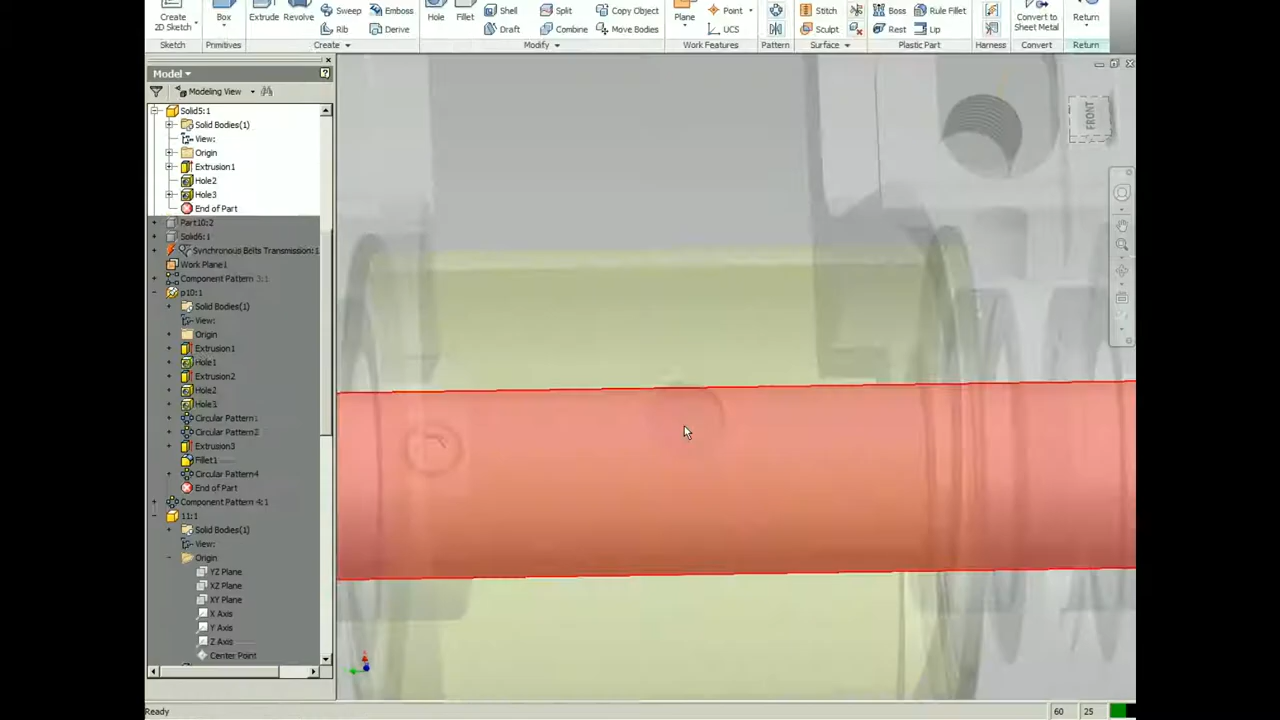 Create 2D Sketch
Sketch
Box
Primitives
Extrude
Revolve
Sweep
Emboss
Rib
Derive
Create
Hole
Fillet
Shell
Split
Copy Object
Draft
Combine
Move Bodies
Modify
Plane
Point
UCS
Work Features
Pattern
Stitch
Sculpt
Surface
Boss
Rule Fillet
Rest
Lip
Plastic Part
Harness
Convert to Sheet Metal
Convert
Return
Return
Model
Modeling View
Solid5:1
Solid Bodies(1)
View:
Origin
Extrusion1
Hole2
Hole3
End of Part
Part10:2
Solid6:1
Synchronous Belts Transmission:1
Work Plane1
Component Pattern 3:1
p10:1
Solid Bodies(1)
View:
Origin
Extrusion1
Hole1
Extrusion2
Hole2
Hole3
Circular Pattern1
Circular Pattern2
Extrusion3
Fillet1
Circular Pattern4
End of Part
Component Pattern 4:1
11:1
Solid Bodies(1)
View:
Origin
YZ Plane
XZ Plane
XY Plane
X Axis
Y Axis
Z Axis
Center Point
FRONT
Ready
60
25